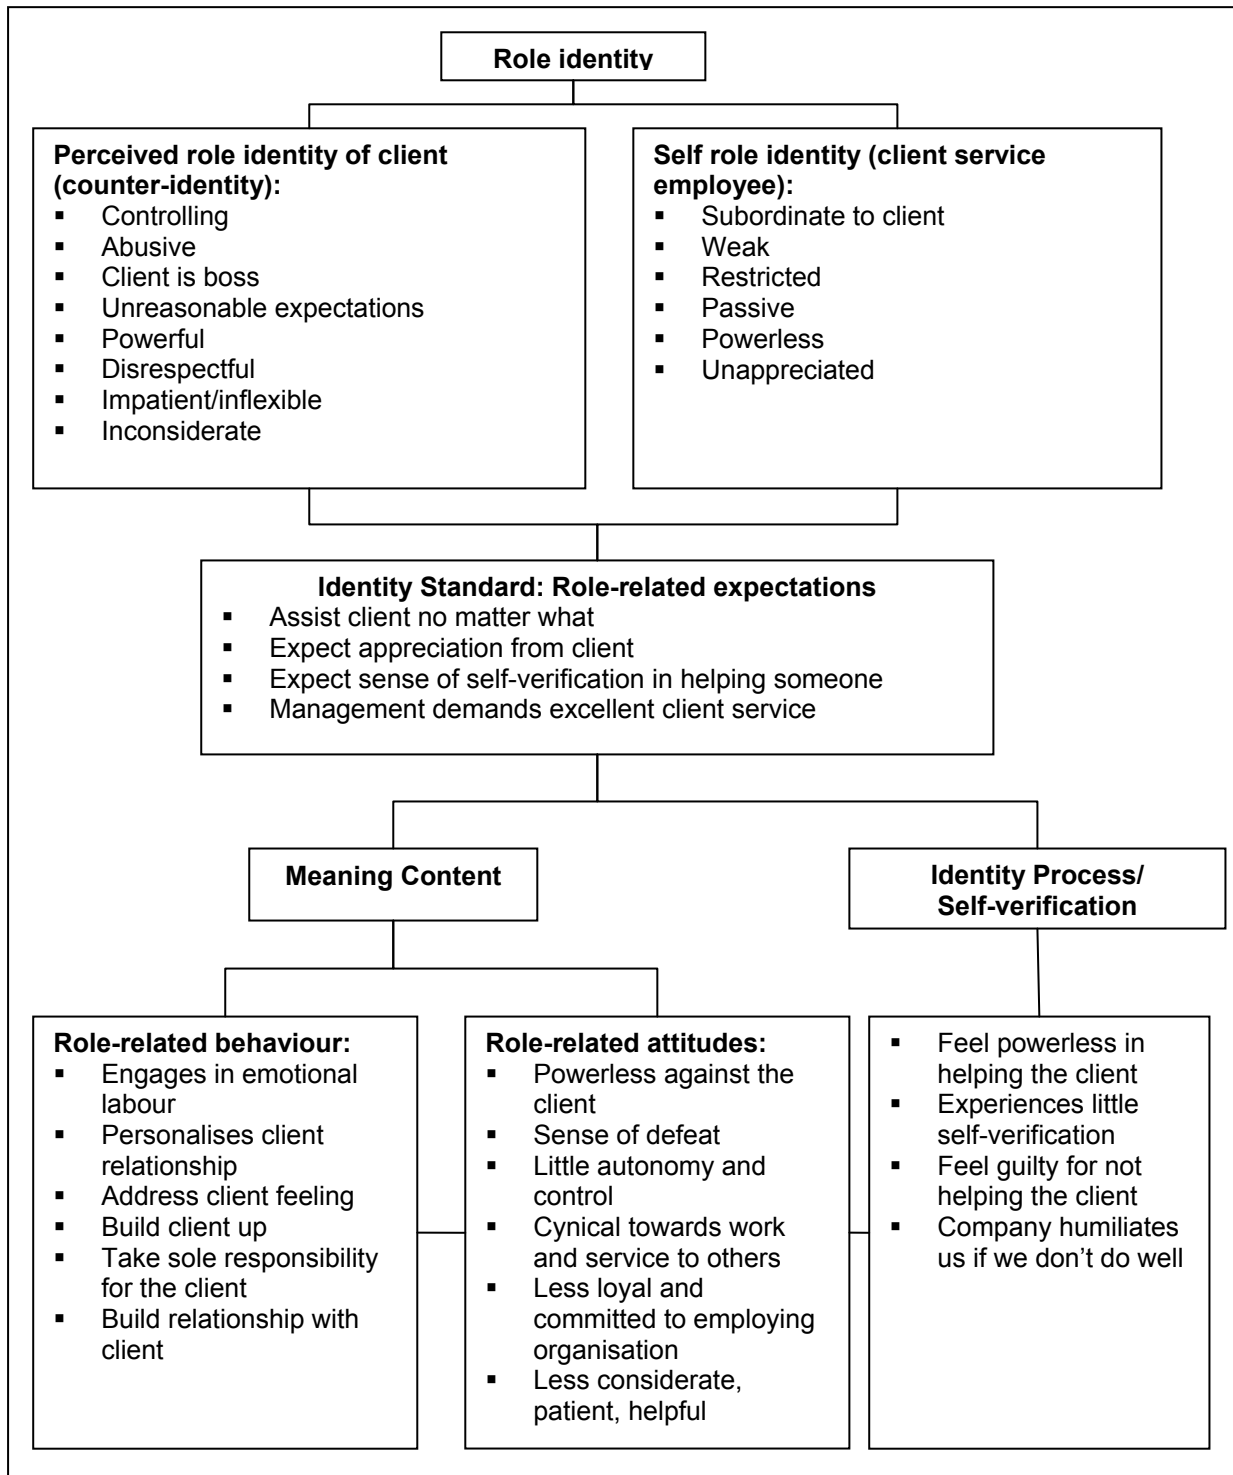 Role identity
Perceived role identity of client
(counter-identity):
▪ Controlling
▪ Abusive
▪ Client is boss
▪ Unreasonable expectations
▪ Powerful
▪ Disrespectful
▪ Impatient/inflexible
▪ Inconsiderate
Self role identity (client service
employee):
▪ Subordinate to client
▪ Weak
▪ Restricted
▪ Passive
▪ Powerless
▪ Unappreciated
Identity Standard: Role-related expectations
▪ Assist client no matter what
▪ Expect appreciation from client
▪ Expect sense of self-verification in helping someone
▪ Management demands excellent client service
Meaning Content
Identity Process/
Self-verification
Role-related behaviour:
▪ Engages in emotional
labour
▪ Personalises client
relationship
▪ Address client feeling
▪ Build client up
▪ Take sole responsibility
for the client
▪ Build relationship with
client
Role-related attitudes:
▪ Powerless against the
client
▪ Sense of defeat
▪ Little autonomy and
control
▪ Cynical towards work
and service to others
▪ Less loyal and
committed to employing
organisation
▪ Less considerate,
patient, helpful
▪ Feel powerless in
helping the client
▪ Experiences little
self-verification
▪ Feel guilty for not
helping the client
▪ Company humiliates
us if we don’t do well